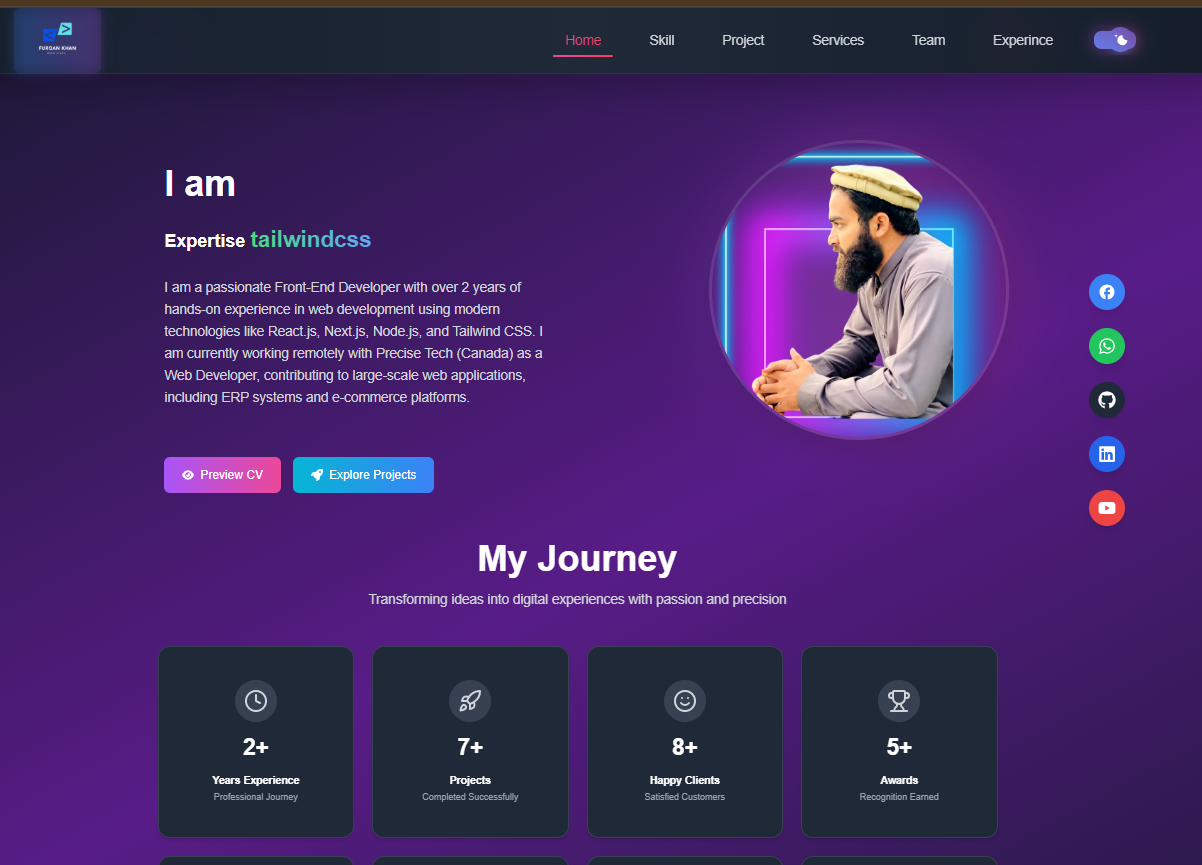 FURQAN KHAN
Home
Skill
Project
Services
Team
Experince
I am
Expertise tailwindcss
I am a passionate Front-End Developer with over 2 years of
hands-on experience in web development using modern
technologies like React.js, Next.js, Node.js, and Tailwind CSS. I
am currently working remotely with Precise Tech (Canada) as a
Web Developer, contributing to large-scale web applications,
including ERP systems and e-commerce platforms.
Preview CV
Explore Projects
My Journey
Transforming ideas into digital experiences with passion and precision
2+
Years Experience
Professional Journey
7+
Projects
Completed Successfully
8+
Happy Clients
Satisfied Customers
5+
Awards
Recognition Earned